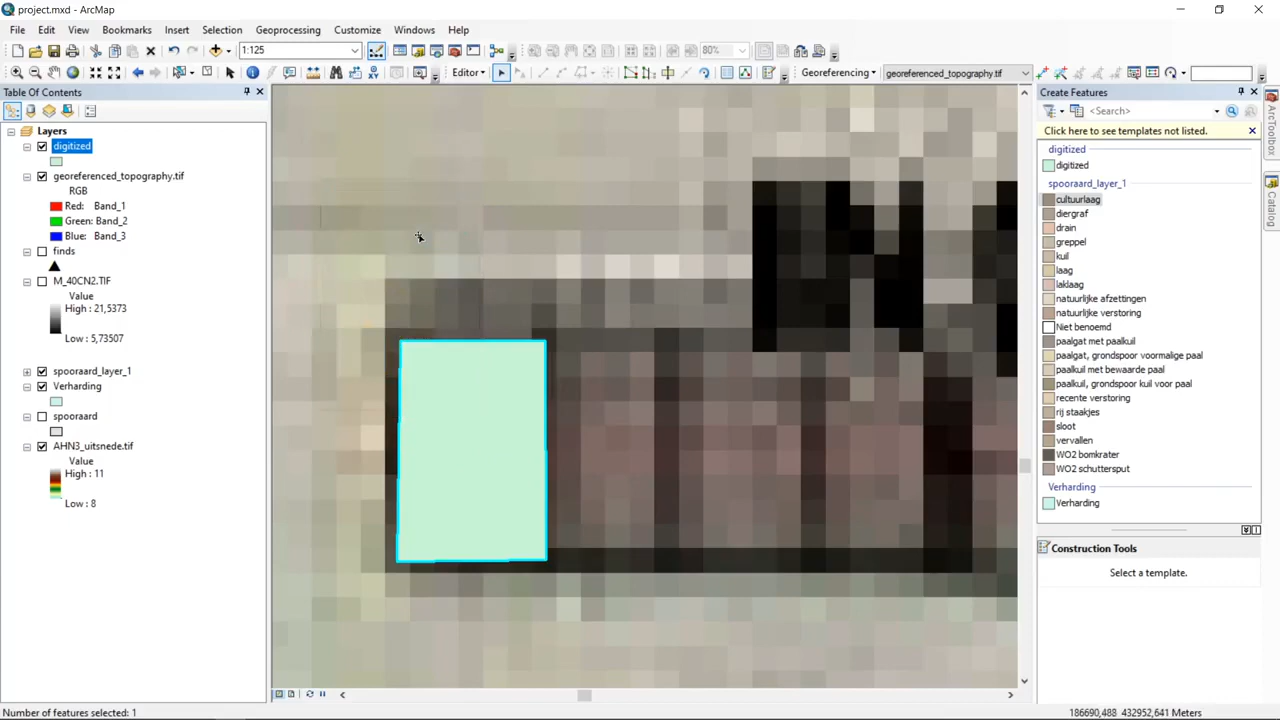 project.mxd - ArcMap
File Edit View Bookmarks Insert Selection Geoprocessing Customize Windows Help
1:125
80%
Editor
Georeferencing
georeferenced_topography.tif
Table Of Contents
Layers
digitized
georeferenced_topography.tif
RGB
Red: Band_1
Green: Band_2
Blue: Band_3
finds
M_40CN2.TIF
Value
High : 21,5373
Low : 5,73507
spooraard_layer_1
Verharding
spooraard
AHN3_uitsnede.tif
Value
High : 11
Low : 8
Create Features
<Search>
Click here to see templates not listed.
digitized
digitized
spooraard_layer_1
cultuurlaag
diergraf
drain
greppel
kuil
laag
laklaag
natuurlijke afzettingen
natuurlijke verstoring
Niet benoemd
paalgat met paalkuil
paalgat, grondspoor voormalige paal
paalkuil met bewaarde paal
paalkuil, grondspoor kuil voor paal
recente verstoring
rij staakjes
sloot
vervallen
WO2 bomkrater
WO2 schuttersput
Verharding
Verharding
Construction Tools
Select a template.
ArcToolbox
Catalog
Number of features selected: 1
186690,488 432952,641 Meters